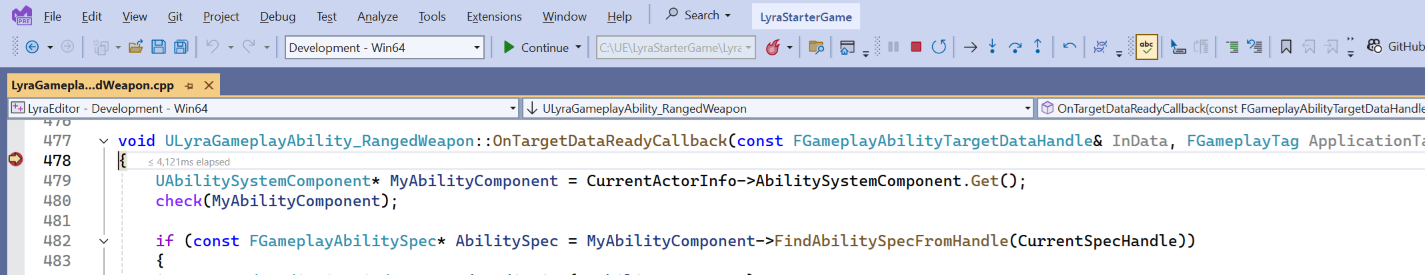 File Edit View Git Project Debug Test Analyze Tools Extensions Window Help Search LyraStarterGame
PRE
Development - Win64 Continue C:\UE\LyraStarterGame\Lyra abc GitHub
LyraGamepla...dWeapon.cpp
LyraEditor - Development - Win64 ULyraGameplayAbility_RangedWeapon OnTargetDataReadyCallback(const FGameplayAbilityTargetDataHandle
476
477 void ULyraGameplayAbility_RangedWeapon::OnTargetDataReadyCallback(const FGameplayAbilityTargetDataHandle& InData, FGameplayTag ApplicationTa
478 { ≤ 4,121ms elapsed
479 UAbilitySystemComponent* MyAbilityComponent = CurrentActorInfo->AbilitySystemComponent.Get();
480 check(MyAbilityComponent);
481
482 if (const FGameplayAbilitySpec* AbilitySpec = MyAbilityComponent->FindAbilitySpecFromHandle(CurrentSpecHandle))
483 {